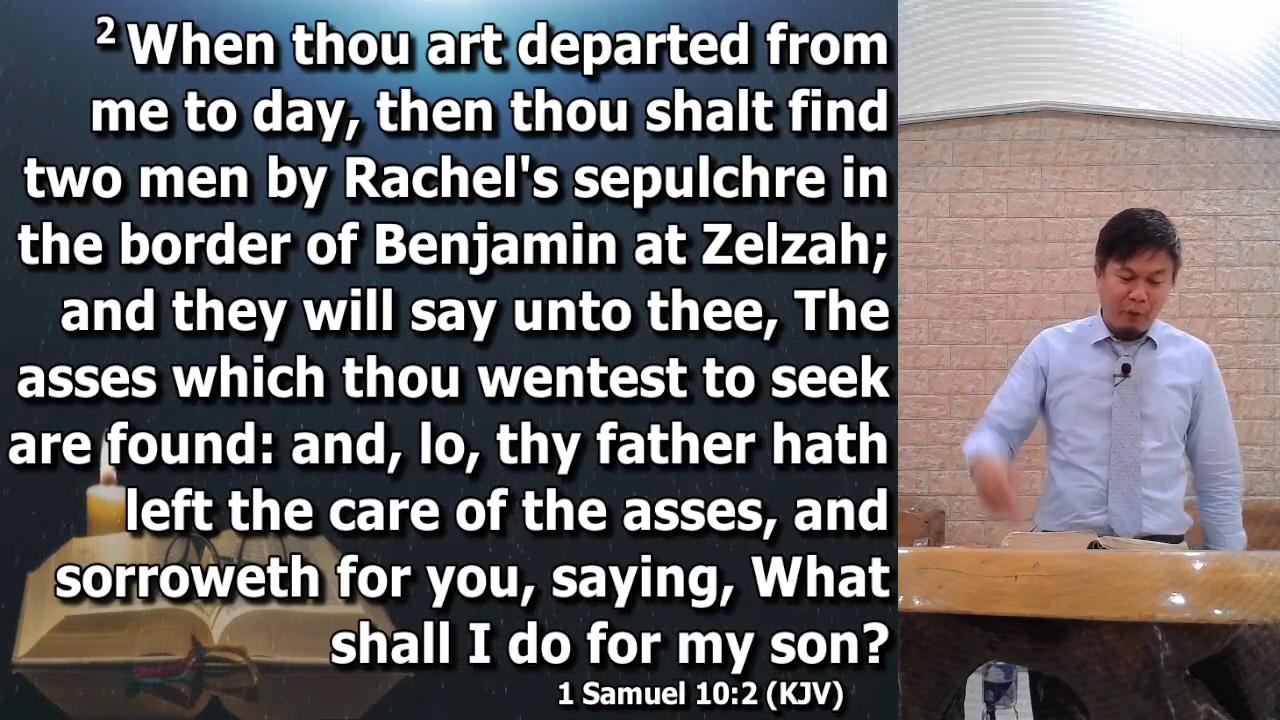 2 When thou art departed from
me to day, then thou shalt find
two men by Rachel's sepulchre in
the border of Benjamin at Zelzah;
and they will say unto thee, The
asses which thou wentest to seek
are found: and, lo, thy father hath
left the care of the asses, and
sorroweth for you, saying, What
shall I do for my son?
1 Samuel 10:2 (KJV)